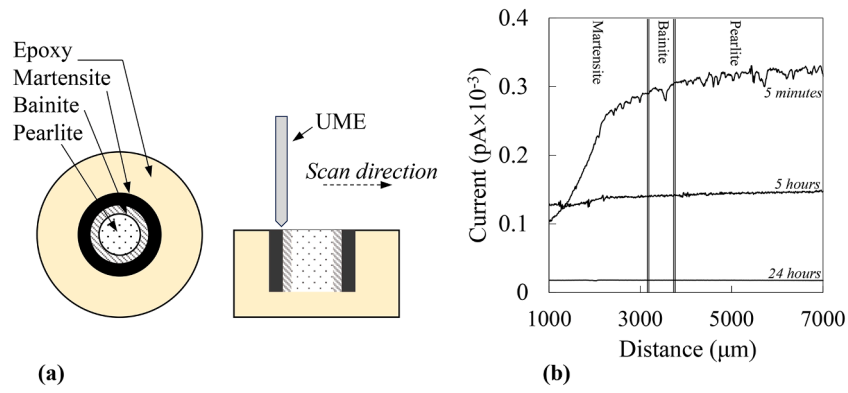 Epoxy
Martensite
Bainite
Pearlite
UME
Scan direction
(a)
Current (pA×10⁻³)
0.4
0.3
0.2
0.1
0
Martensite
Bainite
Pearlite
5 minutes
5 hours
24 hours
1000 3000 5000 7000
Distance (μm)
(b)